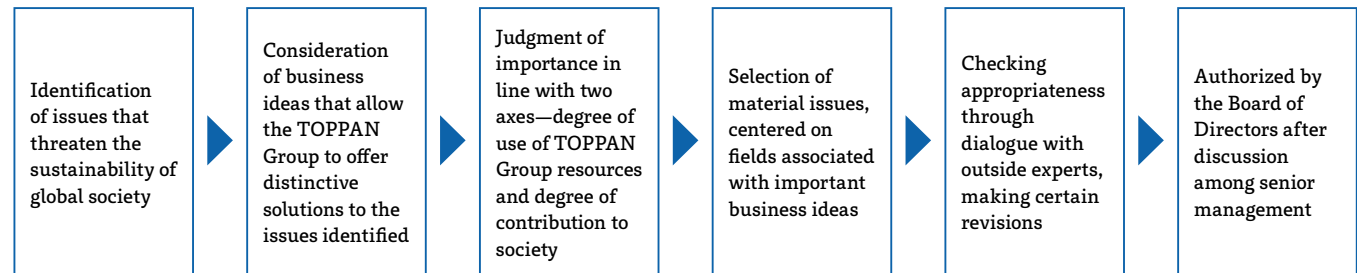 Identification
of issues that
threaten the
sustainability of
global society
Consideration
of business
ideas that allow
the TOPPAN
Group to offer
distinctive
solutions to the
issues identified
Judgment of
importance in
line with two
axes—degree of
use of TOPPAN
Group resources
and degree of
contribution to
society
Selection of
material issues,
centered on
fields associated
with important
business ideas
Checking
appropriateness
through
dialogue with
outside experts,
making certain
revisions
Authorized by
the Board of
Directors after
discussion
among senior
management